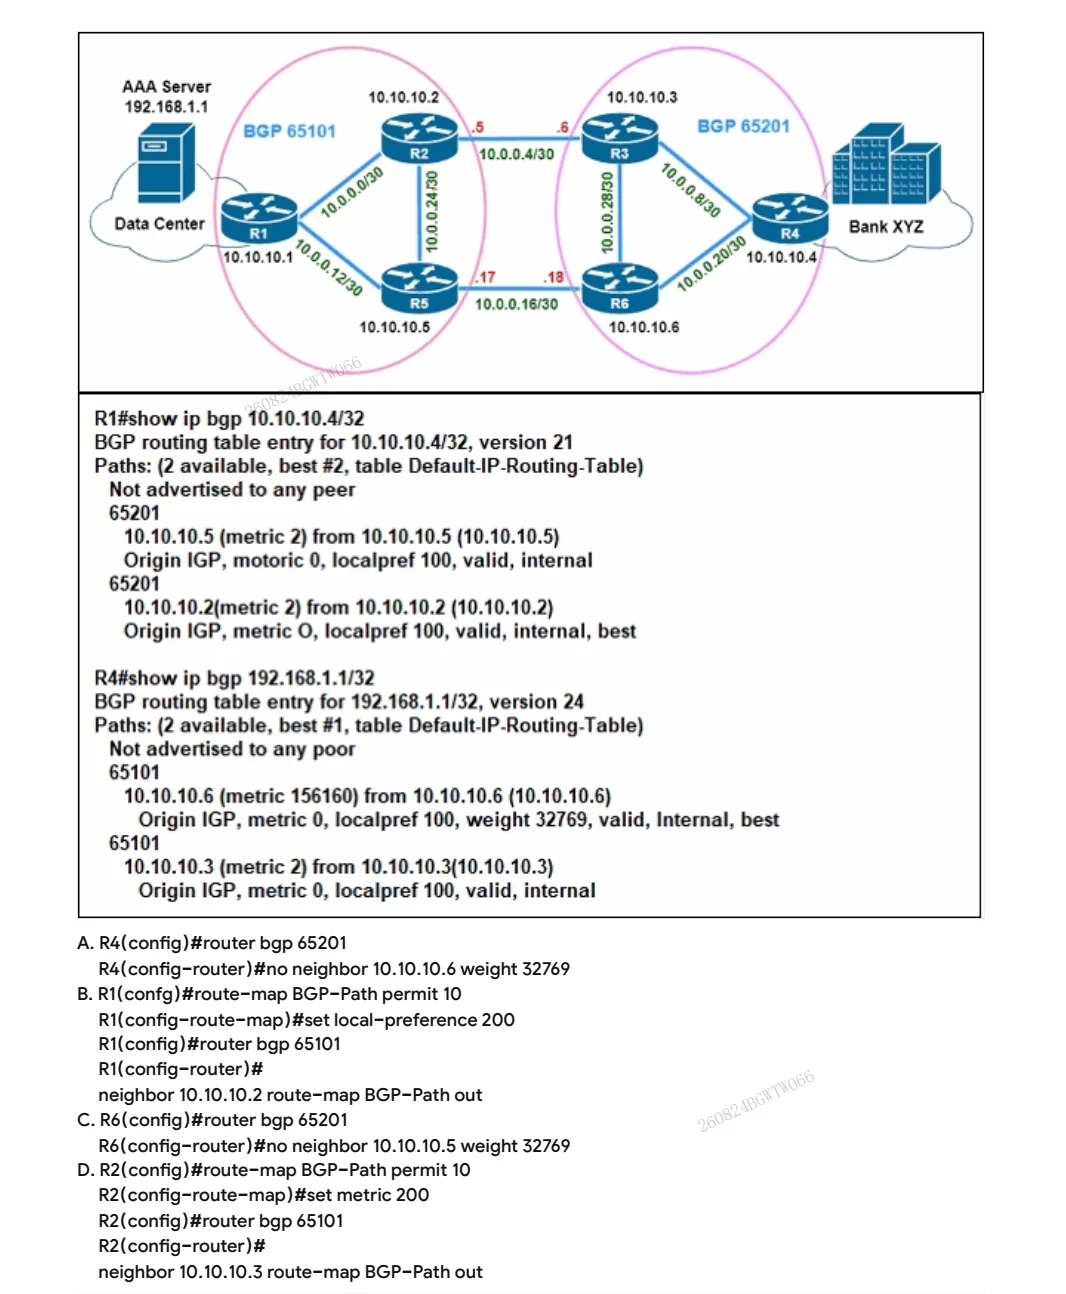 AAA Server
192.168.1.1
Data Center
BGP 65101
R1
10.10.10.1
10.10.10.2
R2
10.0.0.0/30
10.0.0.12/30
10.0.0.24/30
R5
10.10.10.5
.5
.6
10.0.0.4/30
.17
.18
10.0.0.16/30
10.10.10.3
R3
BGP 65201
10.0.0.28/30
10.0.0.8/30
10.0.0.20/30
R6
10.10.10.6
R4
10.10.10.4
Bank XYZ
260824BGWTW066
R1#show ip bgp 10.10.10.4/32
BGP routing table entry for 10.10.10.4/32, version 21
Paths: (2 available, best #2, table Default-IP-Routing-Table)
Not advertised to any peer
65201
10.10.10.5 (metric 2) from 10.10.10.5 (10.10.10.5)
Origin IGP, motoric 0, localpref 100, valid, internal
65201
10.10.10.2(metric 2) from 10.10.10.2 (10.10.10.2)
Origin IGP, metric O, localpref 100, valid, internal, best
R4#show ip bgp 192.168.1.1/32
BGP routing table entry for 192.168.1.1/32, version 24
Paths: (2 available, best #1, table Default-IP-Routing-Table)
Not advertised to any poor
65101
10.10.10.6 (metric 156160) from 10.10.10.6 (10.10.10.6)
Origin IGP, metric 0, localpref 100, weight 32769, valid, Internal, best
65101
10.10.10.3 (metric 2) from 10.10.10.3(10.10.10.3)
Origin IGP, metric 0, localpref 100, valid, internal
A. R4(config)#router bgp 65201
R4(config-router)#no neighbor 10.10.10.6 weight 32769
B. R1(confg)#route-map BGP-Path permit 10
R1(config-route-map)#set local-preference 200
R1(config)#router bgp 65101
R1(config-router)#
neighbor 10.10.10.2 route-map BGP-Path out
C. R6(config)#router bgp 65201
R6(config-router)#no neighbor 10.10.10.5 weight 32769
D. R2(config)#route-map BGP-Path permit 10
R2(config-route-map)#set metric 200
R2(config)#router bgp 65101
R2(config-router)#
neighbor 10.10.10.3 route-map BGP-Path out
260824BGWTW066